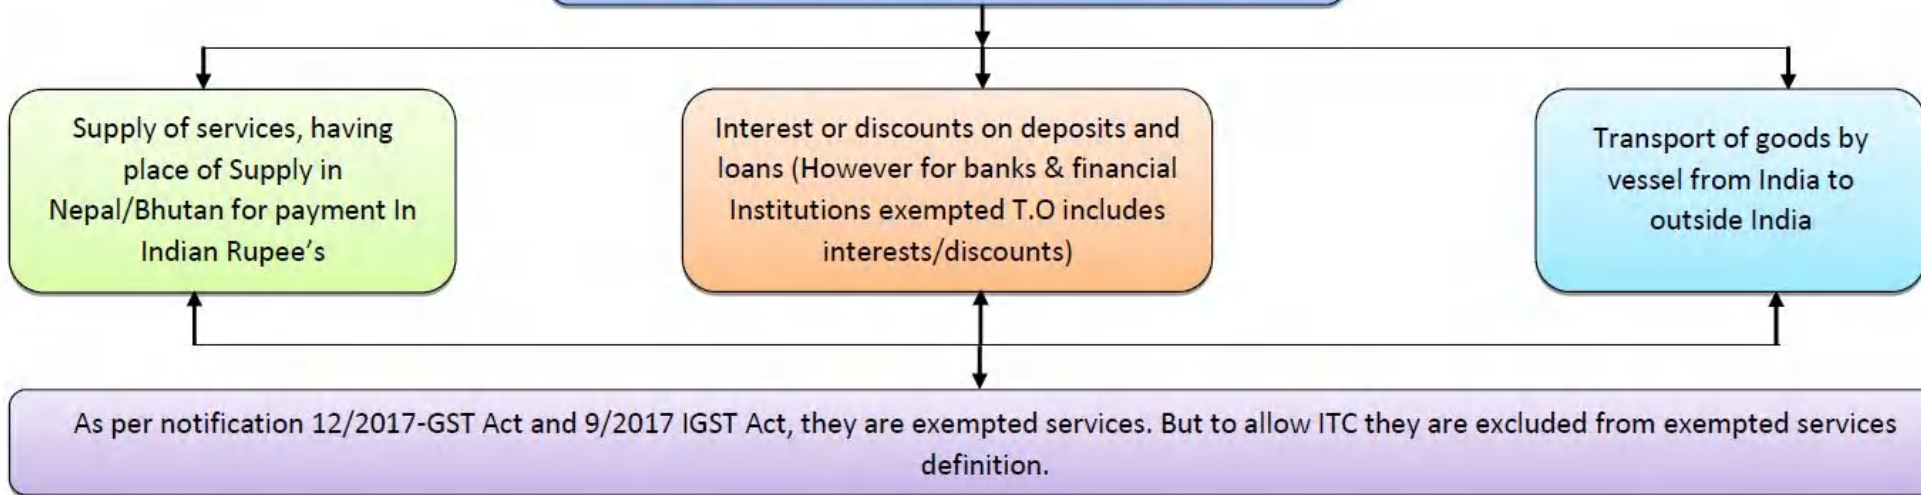 Supply of services, having
place of Supply in
Nepal/Bhutan for payment In
Indian Rupee’s
Interest or discounts on deposits and
loans (However for banks & financial
Institutions exempted T.O includes
interests/discounts)
Transport of goods by
vessel from India to
outside India
As per notification 12/2017-GST Act and 9/2017 IGST Act, they are exempted services. But to allow ITC they are excluded from exempted services
definition.